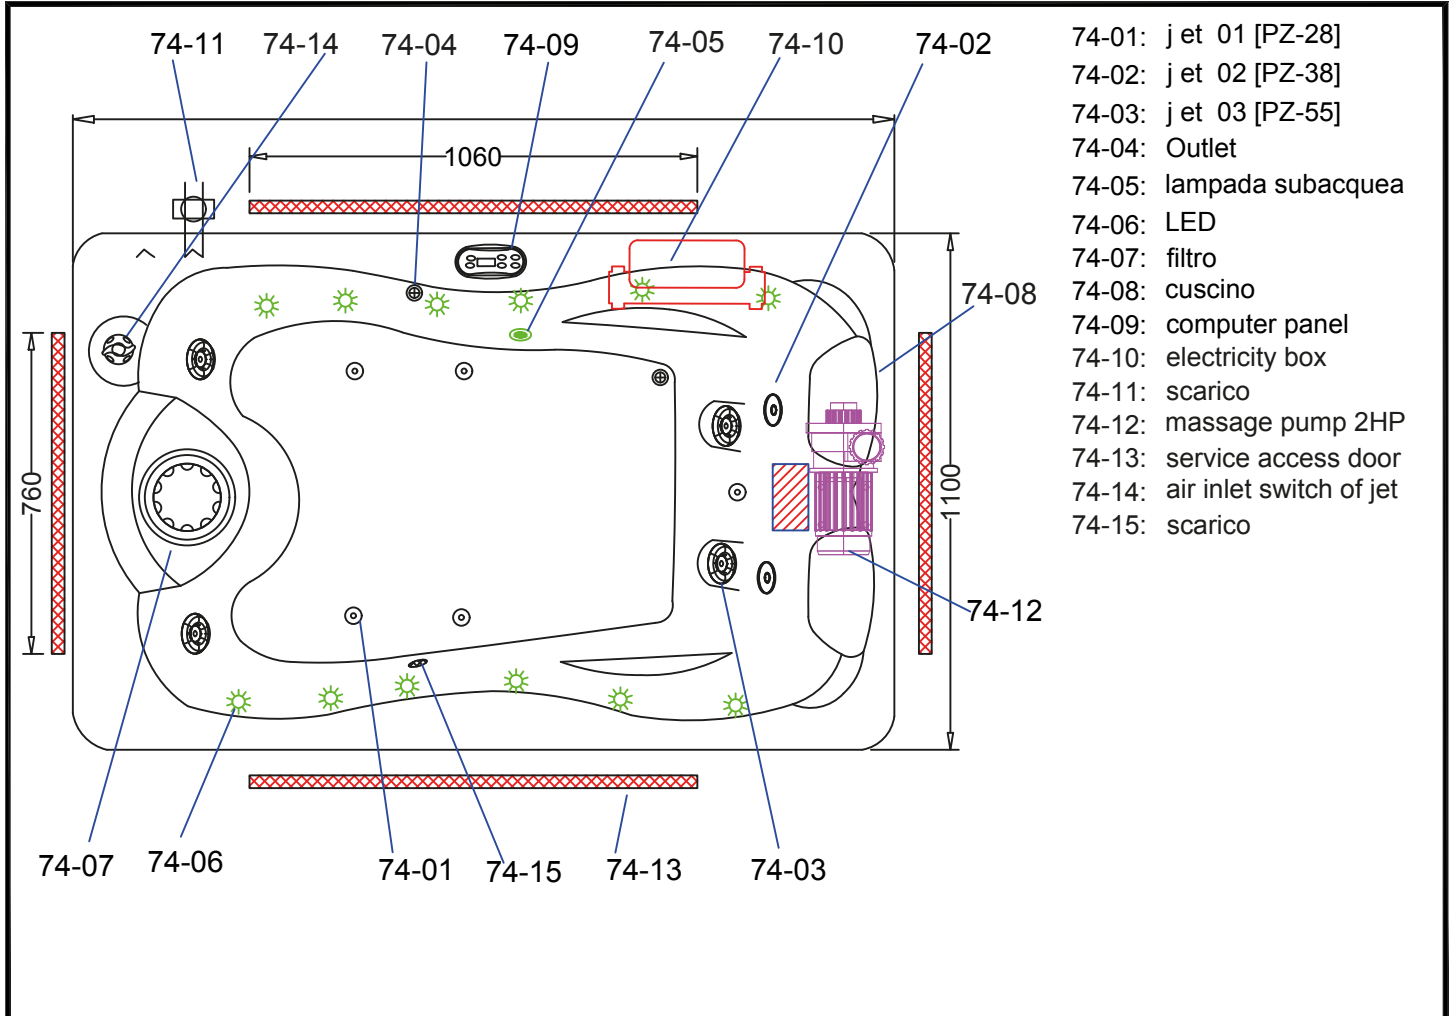 74-11 74-14 74-04 74-09 74-05 74-10 74-02
1060
74-08
760
1100
74-12
74-07 74-06 74-01 74-15 74-13 74-03
74-01: jet 01 [PZ-28]
74-02: jet 02 [PZ-38]
74-03: jet 03 [PZ-55]
74-04: Outlet
74-05: lampada subacquea
74-06: LED
74-07: filtro
74-08: cuscino
74-09: computer panel
74-10: electricity box
74-11: scarico
74-12: massage pump 2HP
74-13: service access door
74-14: air inlet switch of jet
74-15: scarico